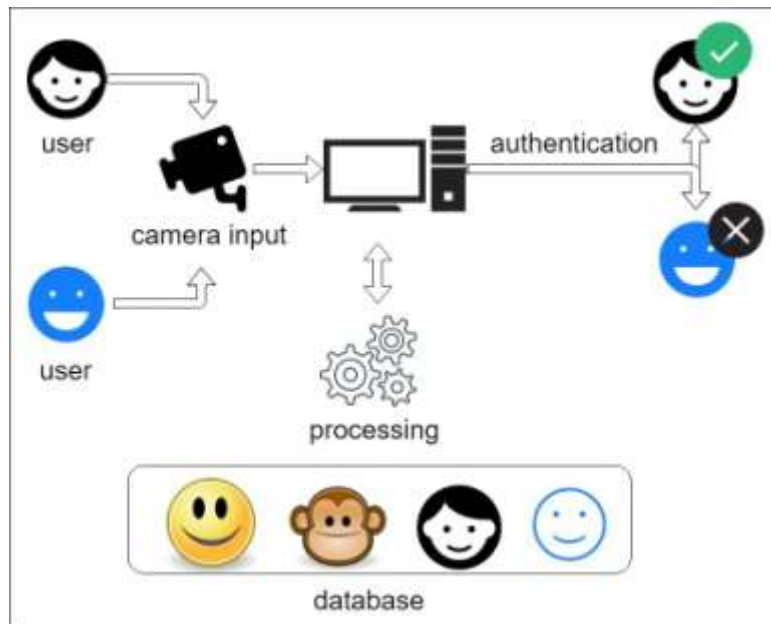 user
authentication
camera input
user
processing
database